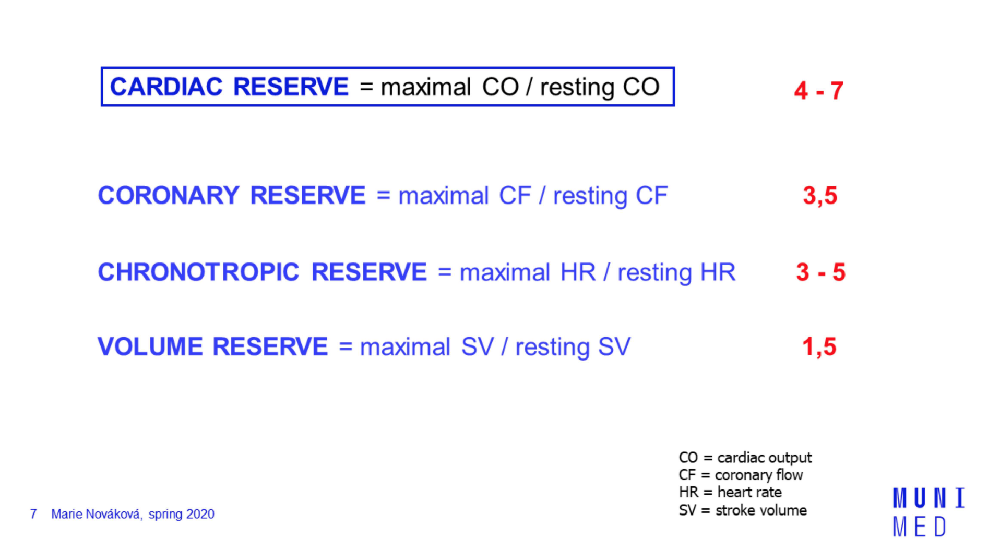 CARDIAC RESERVE = maximal CO / resting CO 4 - 7
CORONARY RESERVE = maximal CF / resting CF 3,5
CHRONOTROPIC RESERVE = maximal HR / resting HR 3 - 5
VOLUME RESERVE = maximal SV / resting SV 1,5
CO = cardiac output
CF = coronary flow
HR = heart rate
SV = stroke volume
7 Marie Nováková, spring 2020
MUNI
MED